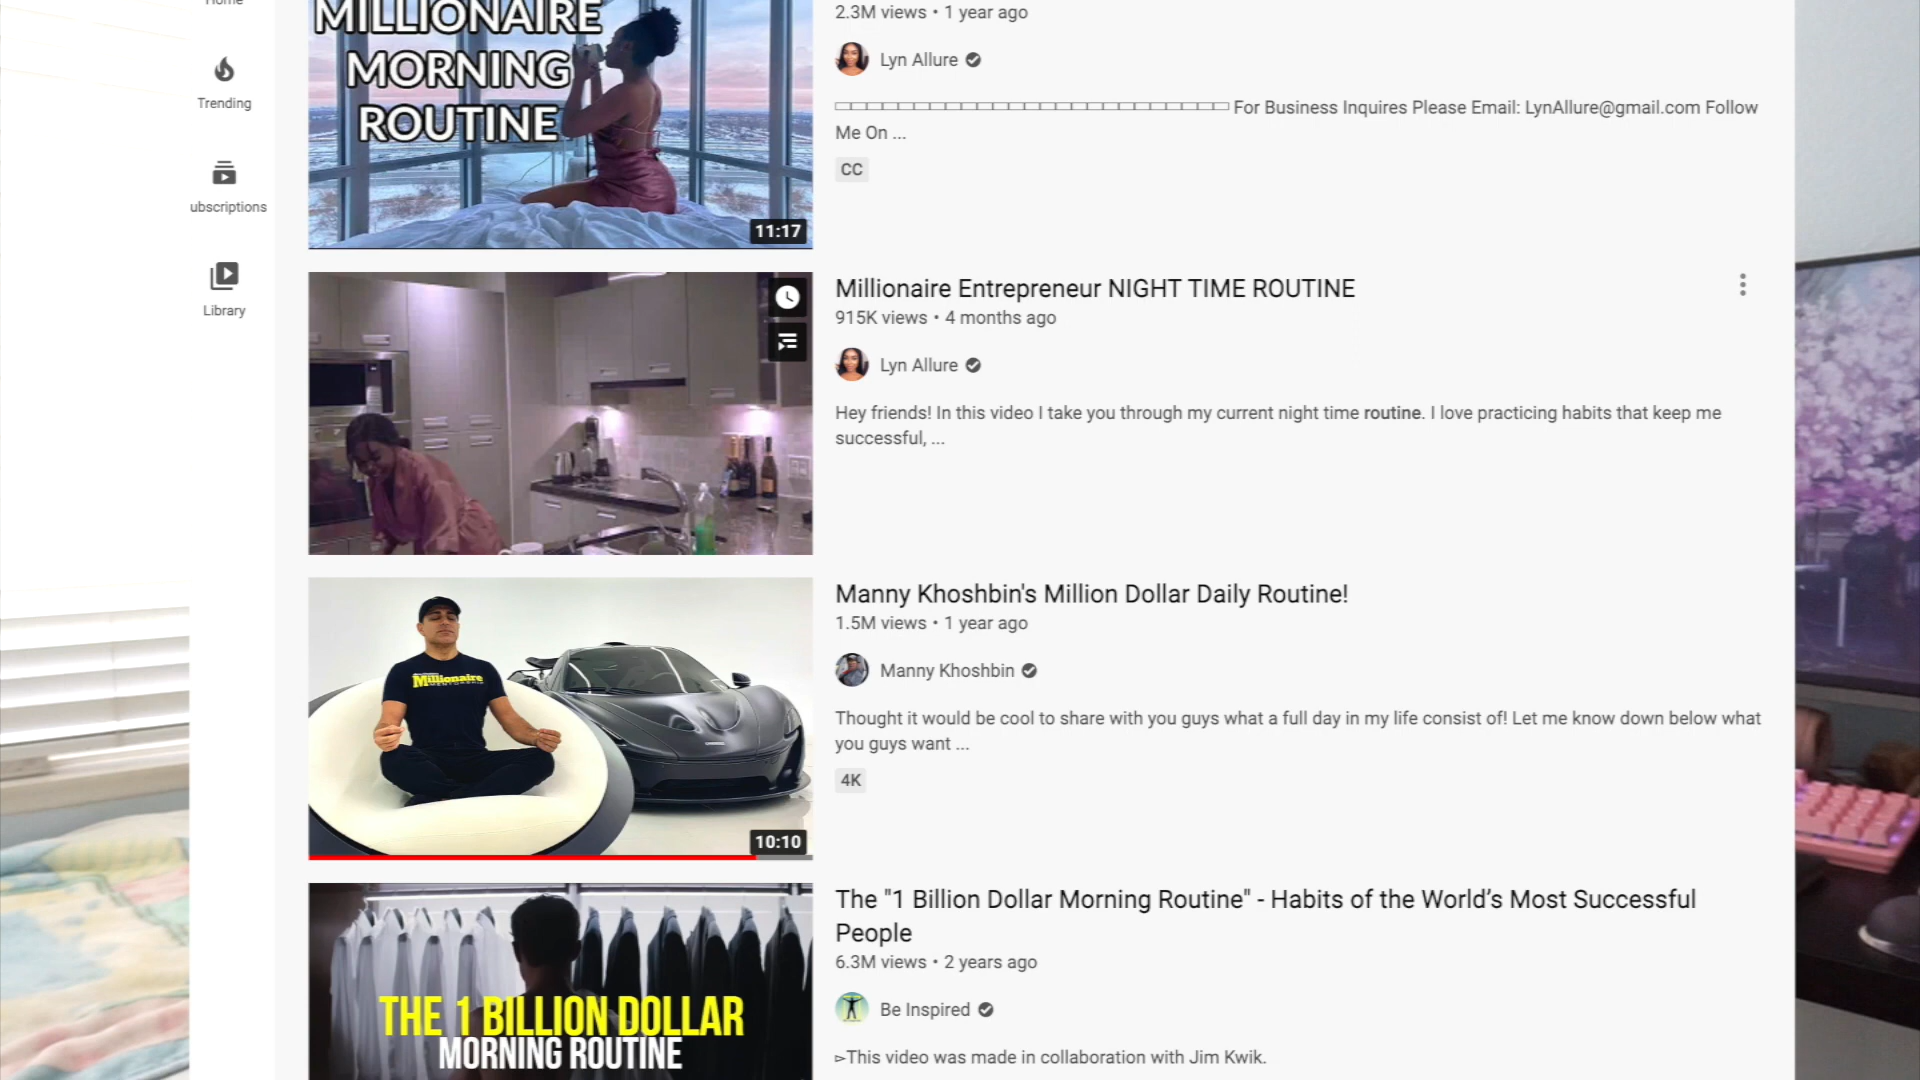 Home
Trending
ubscriptions
Library
MILLIONAIRE
MORNING
ROUTINE
11:17
2.3M views • 1 year ago
Lyn Allure
For Business Inquires Please Email: LynAllure@gmail.com Follow
Me On ...
CC
Millionaire Entrepreneur NIGHT TIME ROUTINE
915K views • 4 months ago
Lyn Allure
Hey friends! In this video I take you through my current night time routine. I love practicing habits that keep me
successful, ...
Millionaire
10:10
Manny Khoshbin's Million Dollar Daily Routine!
1.5M views • 1 year ago
Manny Khoshbin
Thought it would be cool to share with you guys what a full day in my life consist of! Let me know down below what
you guys want ...
4K
THE 1 BILLION DOLLAR
MORNING ROUTINE
The "1 Billion Dollar Morning Routine" - Habits of the World’s Most Successful
People
6.3M views • 2 years ago
Be Inspired
▻This video was made in collaboration with Jim Kwik.